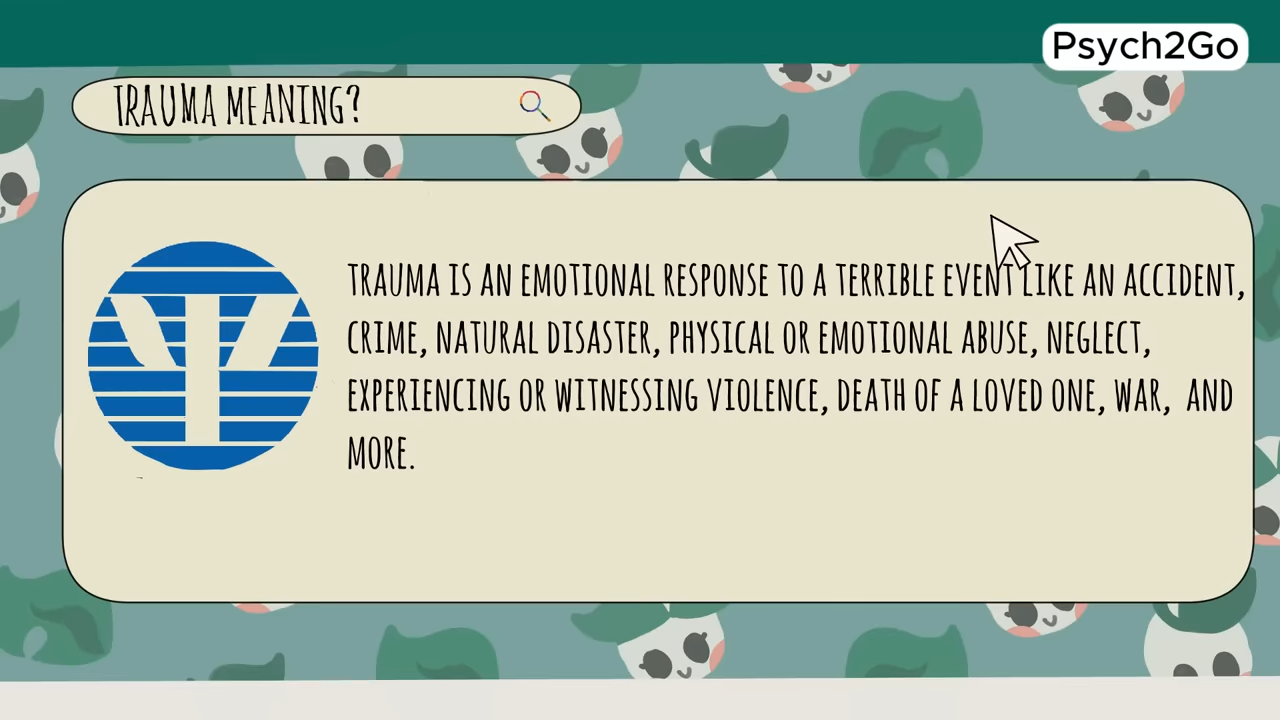 Psych2Go
TRAUMA MEANING?
TRAUMA IS AN EMOTIONAL RESPONSE TO A TERRIBLE EVENT LIKE AN ACCIDENT,
CRIME, NATURAL DISASTER, PHYSICAL OR EMOTIONAL ABUSE, NEGLECT,
EXPERIENCING OR WITNESSING VIOLENCE, DEATH OF A LOVED ONE, WAR, AND
MORE.